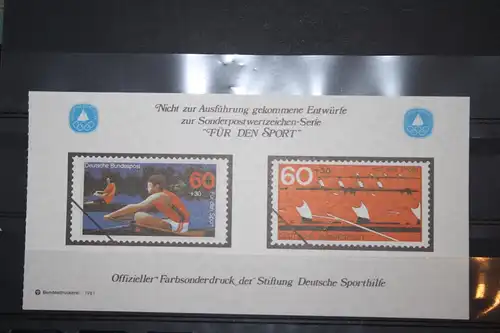 Nicht zur Ausführung gekommene Entwürfe
zur Sonderpostwertzeichen-Serie
"FÜR DEN SPORT"
Deutsche Bundespost
60
+30
60
+30
Offizieller Farbsonderdruck der Stiftung Deutsche Sporthilfe